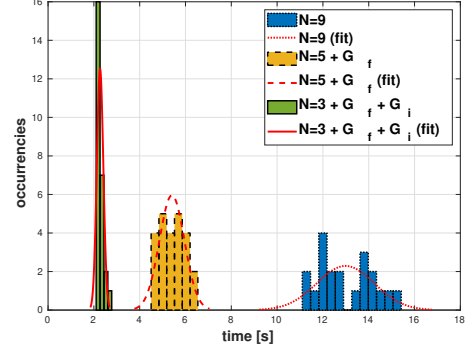 16
14
12
10
8
6
4
2
0
occurrencies
N=9
N=9 (fit)
N=5 + G f
N=5 + G f (fit)
N=3 + G f + G i
N=3 + G f + G i (fit)
0 2 4 6 8 10 12 14 16 18
time [s]